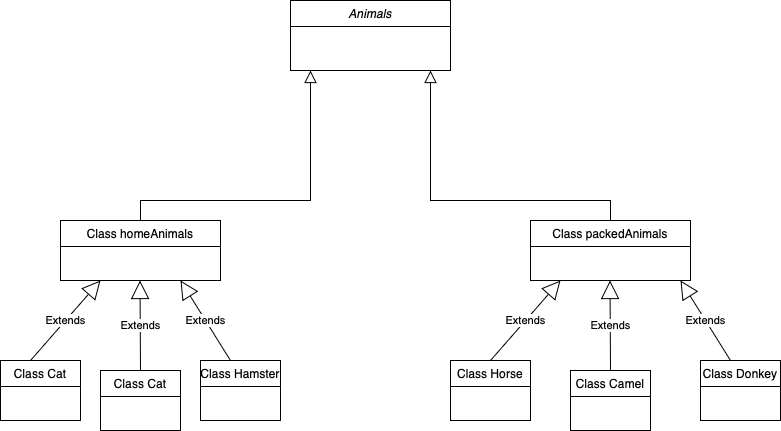 Animals
Class homeAnimals
Class packedAnimals
Extends
Extends
Extends
Extends
Extends
Extends
Class Cat
Class Cat
Class Hamster
Class Horse
Class Camel
Class Donkey